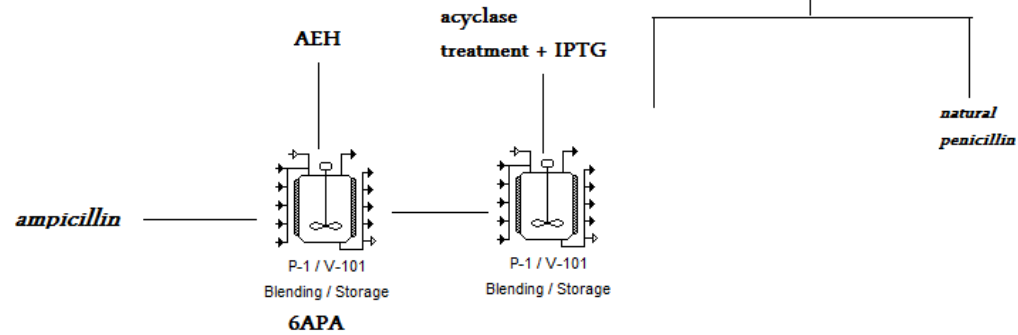 AEH
acyclase
treatment + IPTG
natural
penicillin
ampicillin
P-1 / V-101
Blending / Storage
6APA
P-1 / V-101
Blending / Storage